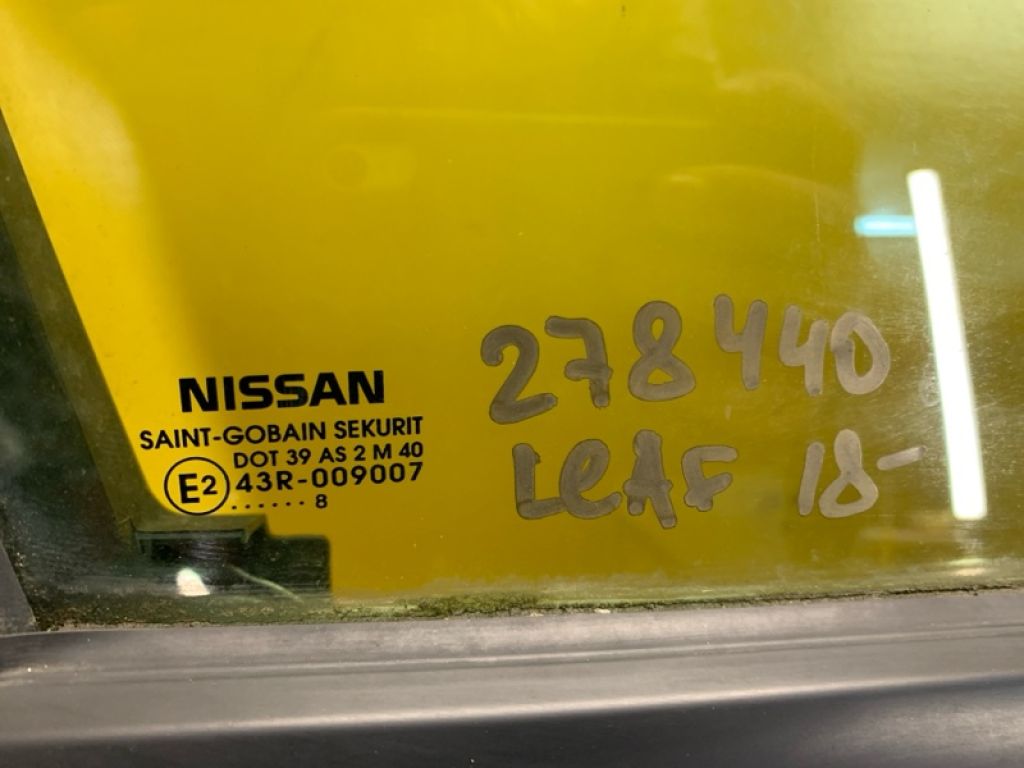 NISSAN
SAINT-GOBAIN SEKURIT
DOT 39 AS 2 M 40
E2 43R-009007
...... 8
278440
LeAF 18-